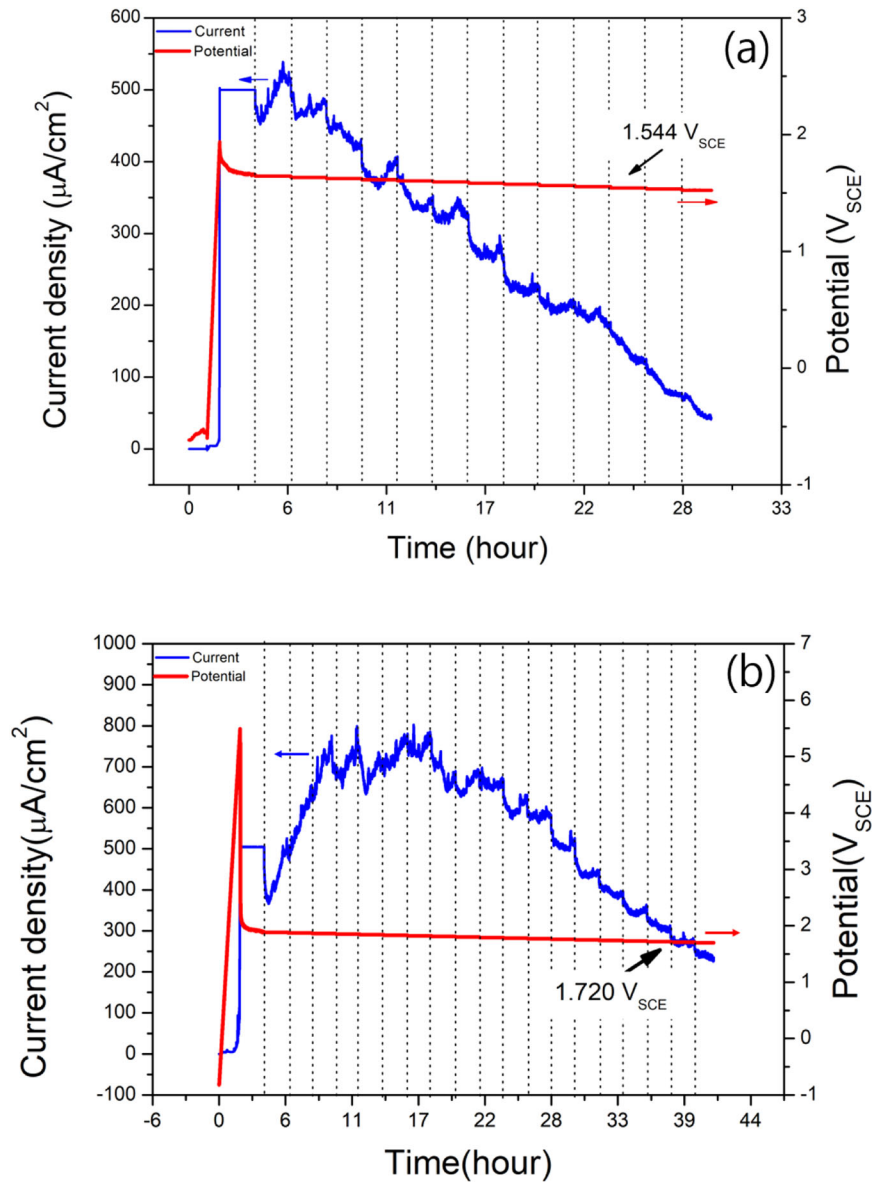 (a)
Current
Potential
600
500
400
300
200
100
0
Current density (μA/cm²)
3
2
1
0
-1
Potential (V_SCE)
1.544 V_SCE
0 6 11 17 22 28 33
Time (hour)
(b)
Current
Potential
1000
900
800
700
600
500
400
300
200
100
0
-100
Current density(μA/cm²)
7
6
5
4
3
2
1
0
-1
Potential(V_SCE)
1.720 V_SCE
-6 0 6 11 17 22 28 33 39 44
Time(hour)